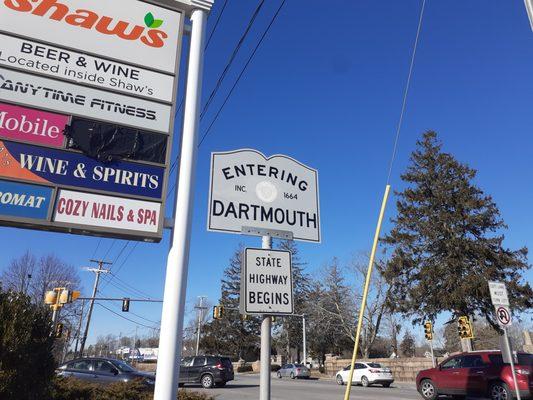 Shaw's
BEER & WINE
Located inside Shaw's
ANYTIME FITNESS
Mobile
WINE & SPIRITS
OMAT
COZY NAILS & SPA
ENTERING
INC. 1664
DARTMOUTH
STATE
HIGHWAY
BEGINS